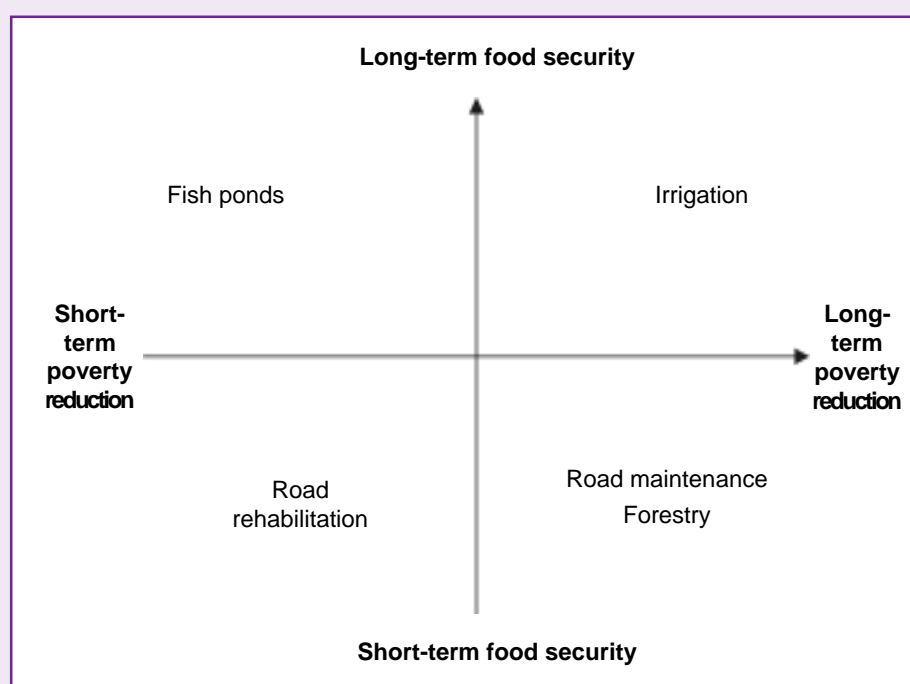 Long-term food security
Fish ponds
Irrigation
Short-
term
poverty
reduction
Long-
term
poverty
reduction
Road
rehabilitation
Road maintenance
Forestry
Short-term food security